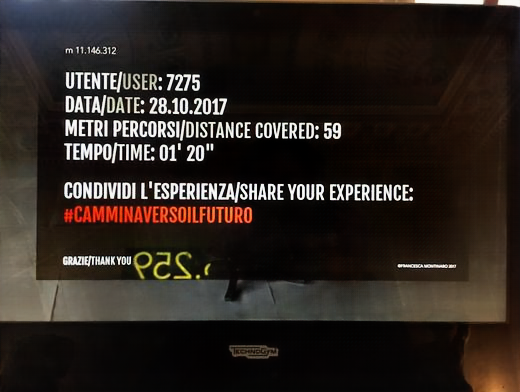 m 11.146.312
UTENTE/USER: 7275
DATA/DATE: 28.10.2017
METRI PERCORSI/DISTANCE COVERED: 59
TEMPO/TIME: 01' 20"
CONDIVIDI L'ESPERIENZA/SHARE YOUR EXPERIENCE:
#CAMMINAVERSOILFUTURO
GRAZIE/THANK YOU
©FRANCESCA MONTINARO 2017
TECHNOGYM